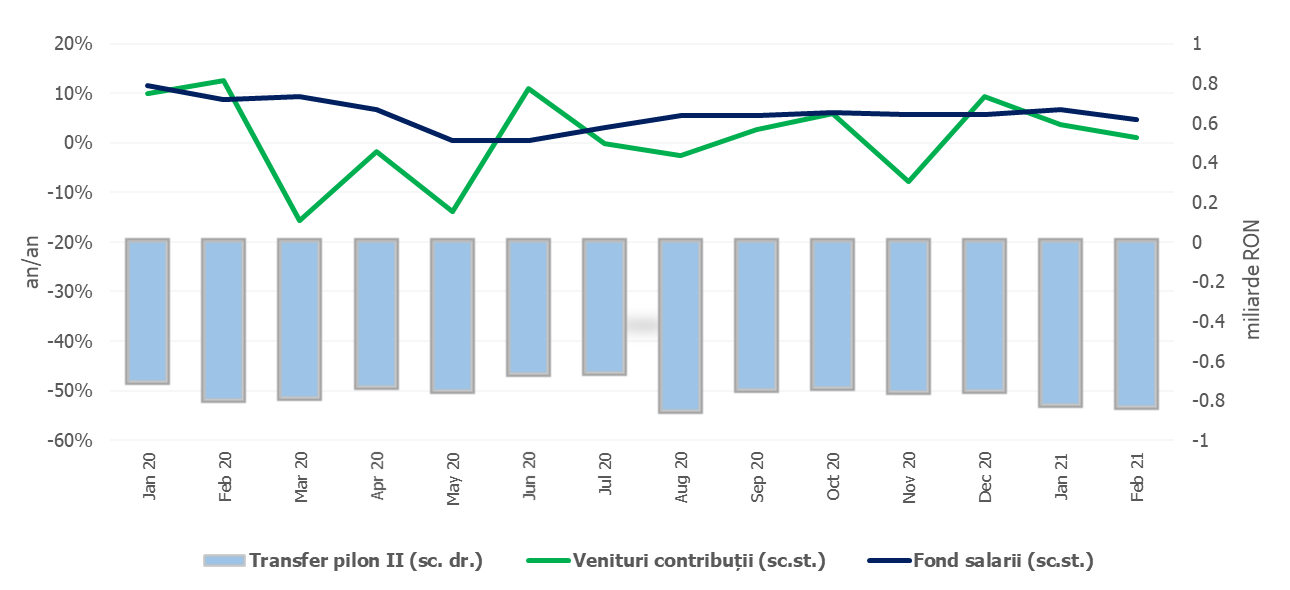 20%
10%
0%
-10%
-20%
-30%
-40%
-50%
-60%
an/an
1
0.8
0.6
0.4
0.2
0
-0.2
-0.4
-0.6
-0.8
-1
miliarde RON
Jan 20
Feb 20
Mar 20
Apr 20
May 20
Jun 20
Jul 20
Aug 20
Sep 20
Oct 20
Nov 20
Dec 20
Jan 21
Feb 21
Transfer pilon II (sc. dr.)
Venituri contribuții (sc.st.)
Fond salarii (sc.st.)